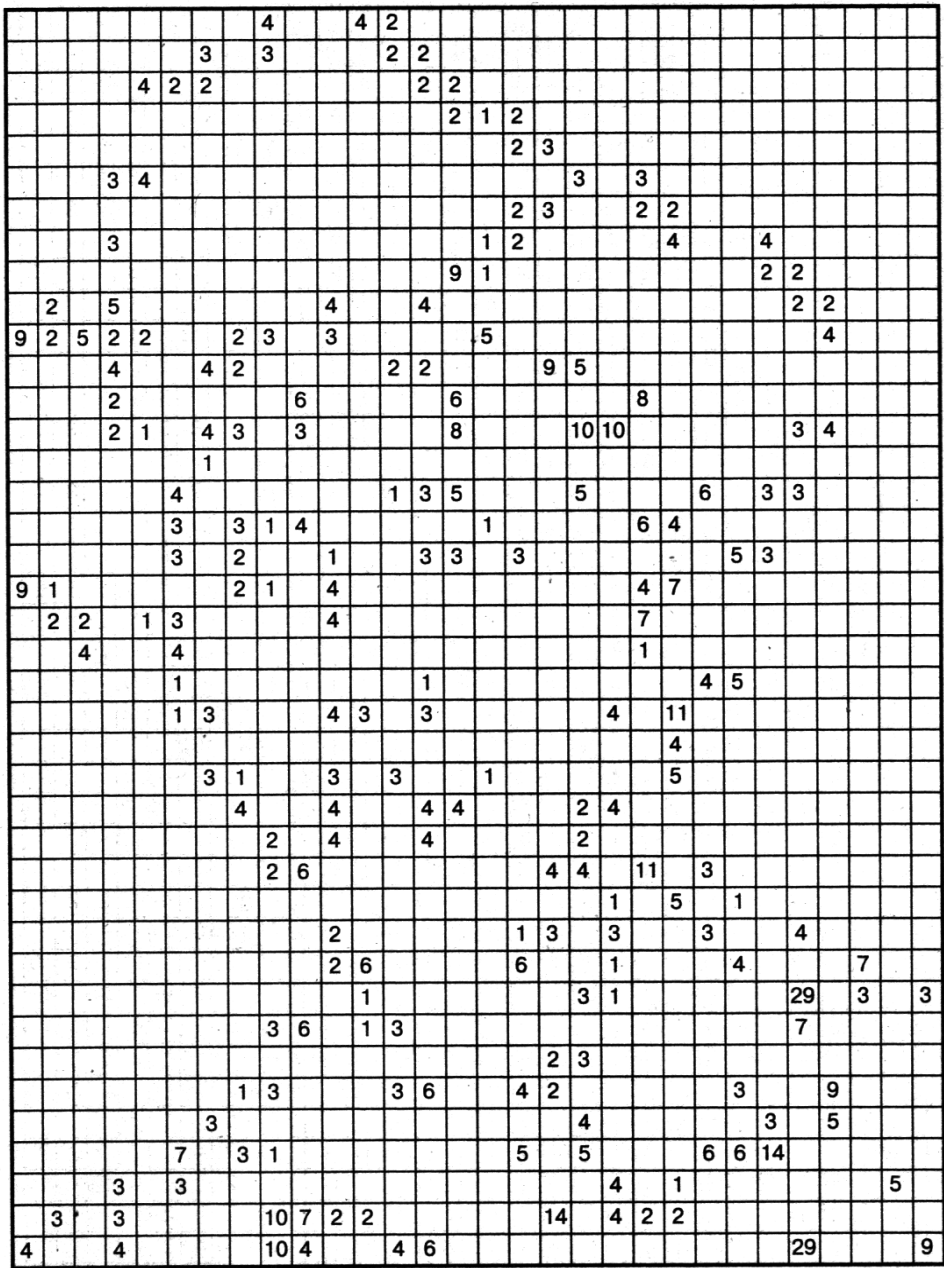 4 4 2
3 3 2 2
4 2 2 2 2
2 1 2
2 3
3 4 3 3
2 3 2 2
3 1 2 4 4
9 1 2 2
2 5 4 4 2 2
9 2 5 2 2 2 3 3 5 4
4 4 2 2 2 9 5
2 6 6 8
2 1 4 3 3 8 10 10 3 4
1
4 1 3 5 5 6 3 3
3 3 1 4 1 6 4
3 2 1 3 3 3 5 3
9 1 2 1 4 4 7
2 2 1 3 4 7
4 4 1
1 1 4 5
1 3 4 3 3 4 11
4
3 1 3 3 1 5
4 4 4 4 2 4
2 4 4 2
2 6 4 4 11 3
1 5 1
2 1 3 3 3 4
2 6 6 1 4 7
1 3 1 29 3 3
3 6 1 3 7
2 3
1 3 3 6 4 2 3 9
3 4 3 5
7 3 1 5 5 6 6 14
3 3 4 1 5
3 3 10 7 2 2 14 4 2 2
4 4 10 4 4 6 29 9